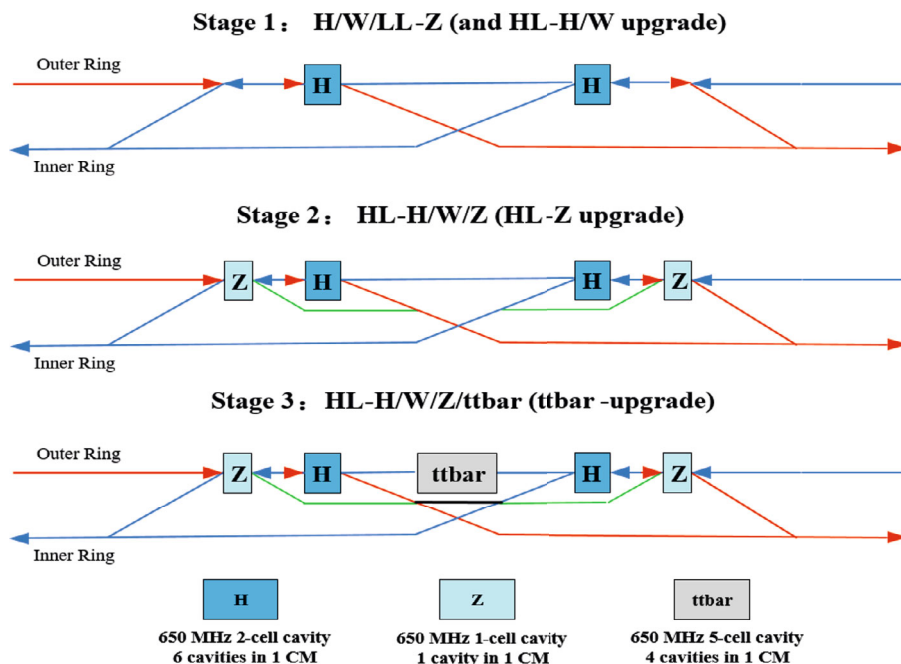 Stage 1： H/W/LL-Z (and HL-H/W upgrade)
Outer Ring
H
H
Inner Ring
Stage 2： HL-H/W/Z (HL-Z upgrade)
Outer Ring
Z
H
H
Z
Inner Ring
Stage 3： HL-H/W/Z/ttbar (ttbar -upgrade)
Outer Ring
Z
H
ttbar
H
Z
Inner Ring
H
Z
ttbar
650 MHz 2-cell cavity
6 cavities in 1 CM
650 MHz 1-cell cavity
1 cavity in 1 CM
650 MHz 5-cell cavity
4 cavities in 1 CM